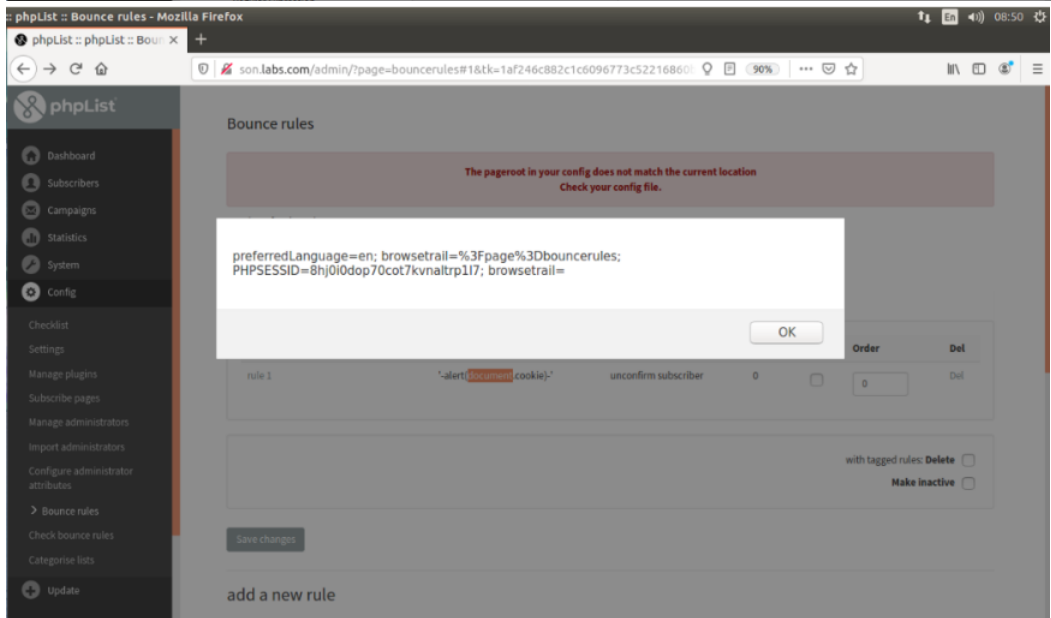 :: phpList :: Bounce rules - Mozilla Firefox
En
08:50
phpList :: phpList :: Boun
son.labs.com/admin/?page=bouncerules#1&tk=1af246c882c1c6096773c5221686
90%
phpList
Bounce rules
The pageroot in your config does not match the current location
Check your config file.
Dashboard
Subscribers
Campaigns
Statistics
System
Config
Checklist
Settings
Manage plugins
Subscribe pages
Manage administrators
Import administrators
Configure administrator
attributes
Bounce rules
Check bounce rules
Categorise lists
Update
preferredLanguage=en; browsetrail=%3Fpage%3Dbouncerules;
PHPSESSID=8hj0i0dop70cot7kvnaltrp1l7; browsetrail=
OK
Order Del
rule 1 '-alert(document.cookie)-' unconfirm subscriber 0 0 Del
with tagged rules: Delete
Make inactive
Save changes
add a new rule